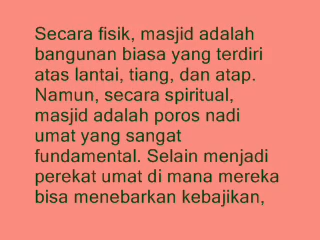 Secara fisik, masjid adalah
bangunan biasa yang terdiri
atas lantai, tiang, dan atap.
Namun, secara spiritual,
masjid adalah poros nadi
umat yang sangat
fundamental. Selain menjadi
perekat umat di mana mereka
bisa menebarkan kebajikan,